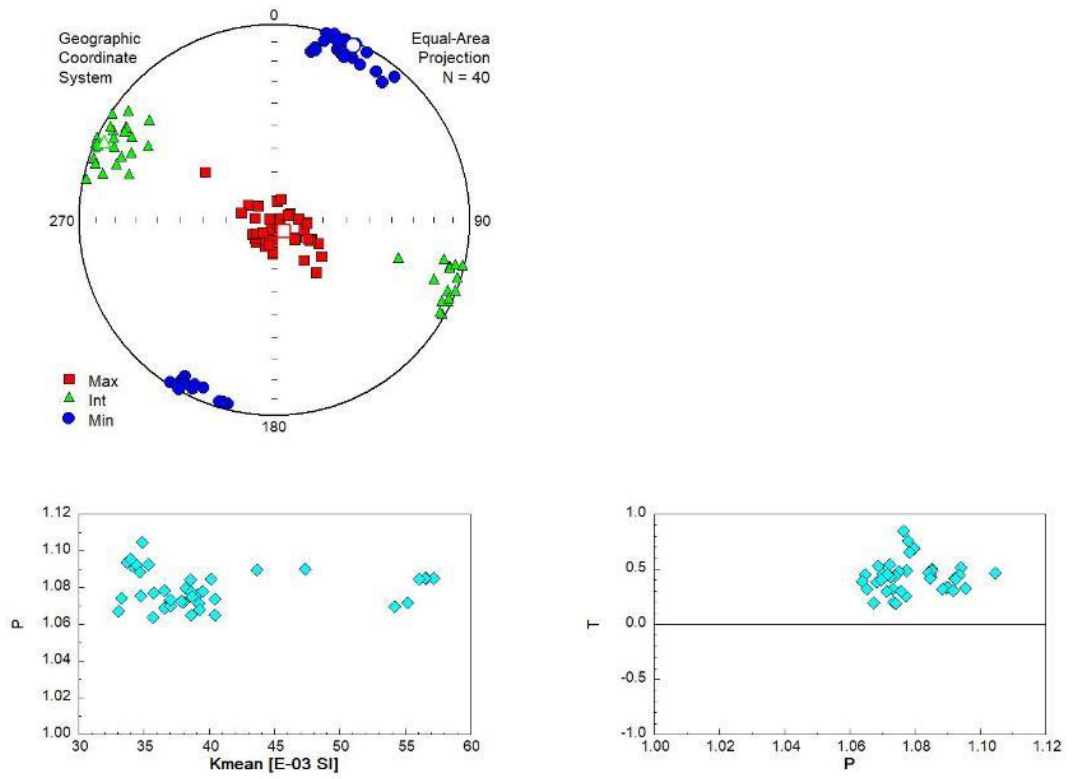 0
Geographic
Coordinate
System
Equal-Area
Projection
N = 40
270
90
180
Max
Int
Min
1.12
1.10
1.08
1.06
1.04
1.02
1.00
P
30
35
40
45
50
55
60
Kmean [E-03 SI]
1.0
0.5
0.0
-0.5
-1.0
T
1.00
1.02
1.04
1.06
1.08
1.10
1.12
P